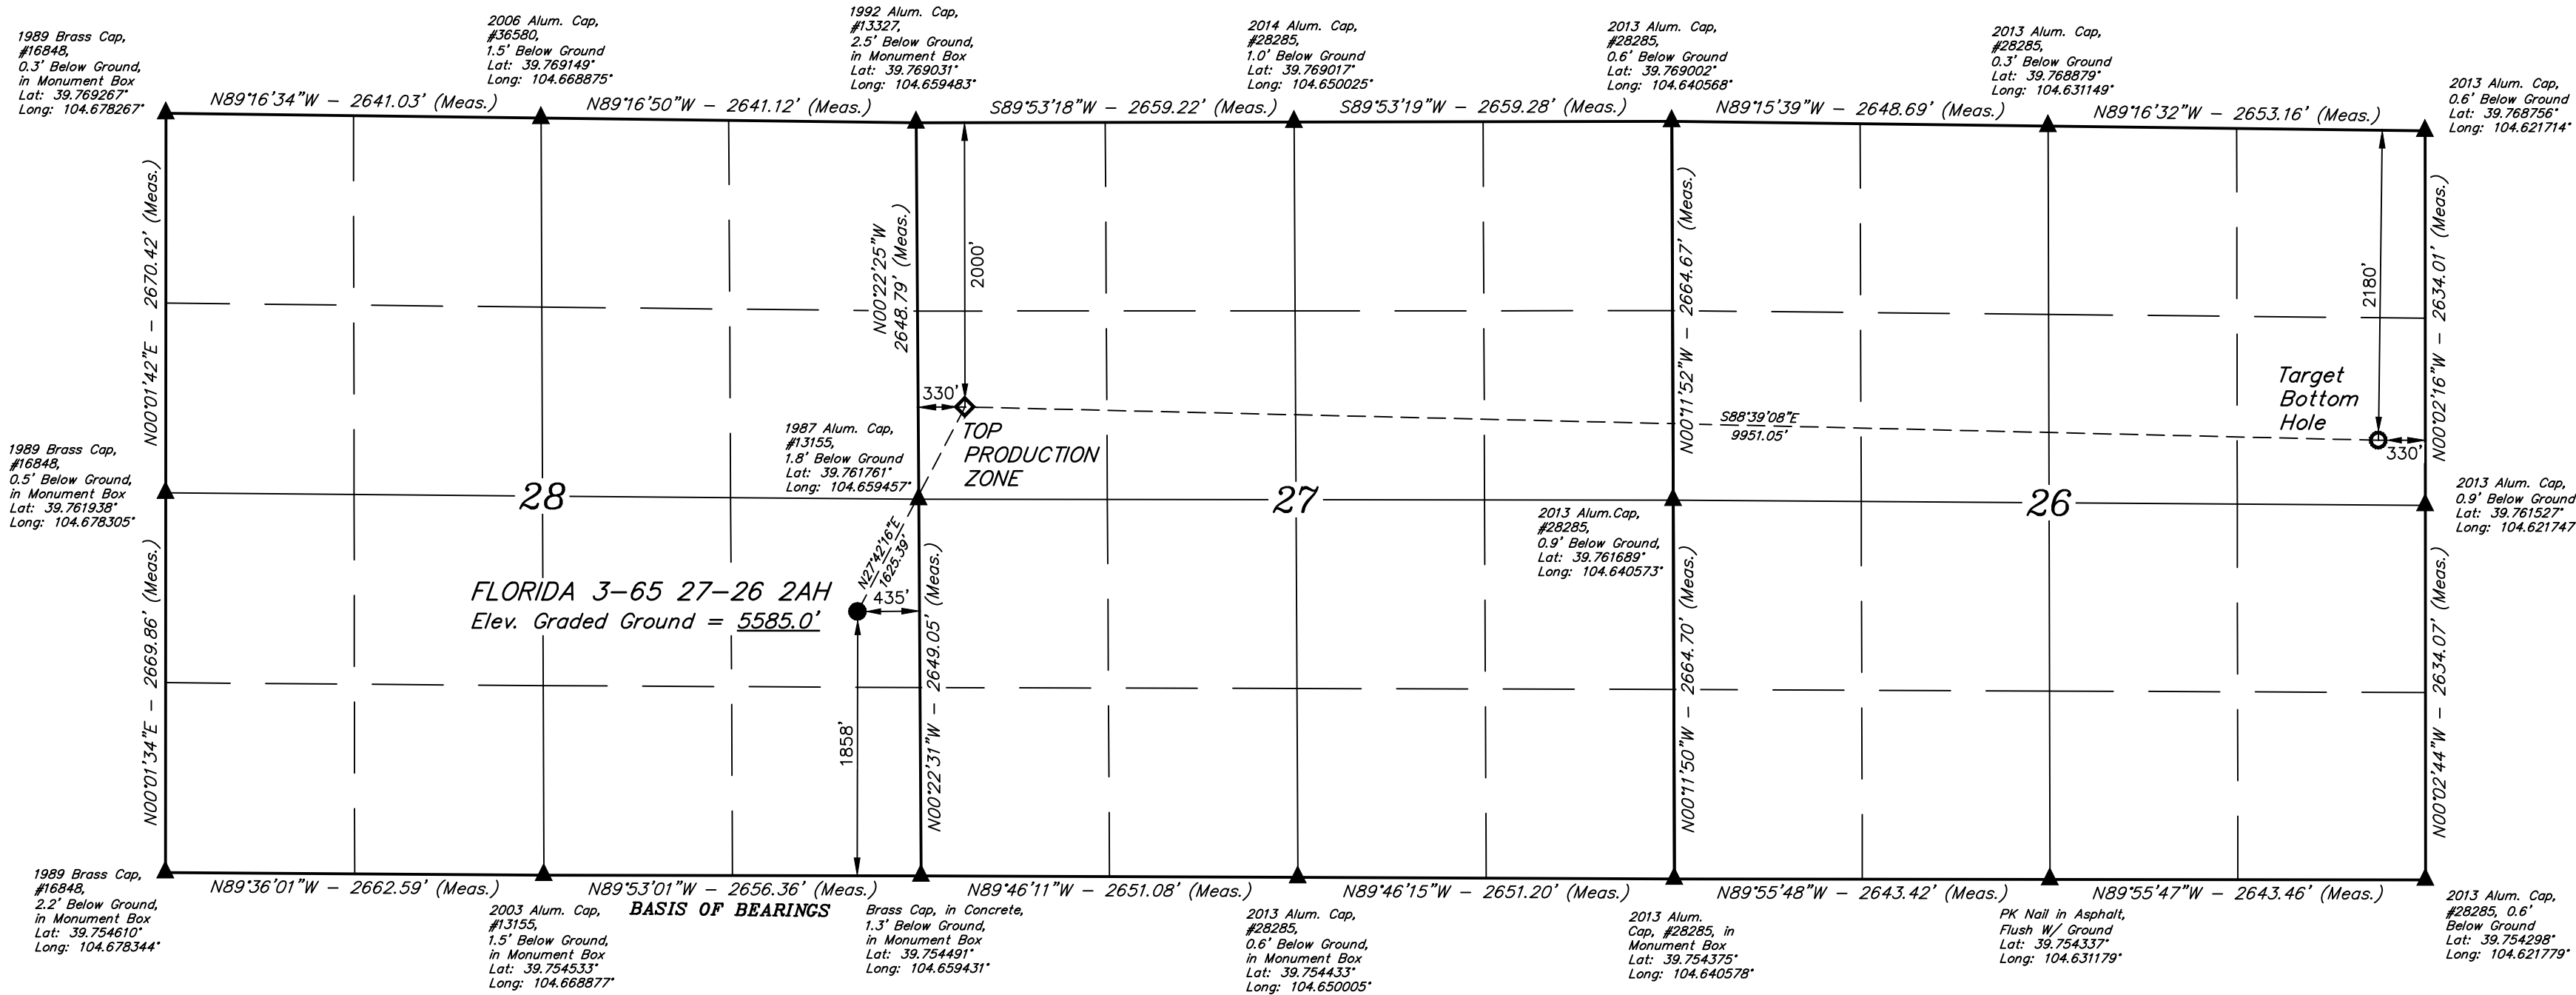 1989 Brass Cap,
#16848,
0.3' Below Ground,
in Monument Box
Lat: 39.769267°
Long: 104.678267°
2006 Alum. Cap,
#36580,
1.5' Below Ground
Lat: 39.769149°
Long: 104.668875°
1992 Alum. Cap,
#13327,
2.5' Below Ground,
in Monument Box
Lat: 39.769031°
Long: 104.659483°
2014 Alum. Cap,
#28285,
1.0' Below Ground
Lat: 39.769017°
Long: 104.650025°
2013 Alum. Cap,
#28285,
0.6' Below Ground
Lat: 39.769002°
Long: 104.640568°
2013 Alum. Cap,
#28285,
0.3' Below Ground
Lat: 39.768879°
Long: 104.631149°
2013 Alum. Cap,
0.6' Below Ground
Lat: 39.768756°
Long: 104.621714°
N89°16'34"W - 2641.03' (Meas.)
N89°16'50"W - 2641.12' (Meas.)
S89°53'18"W - 2659.22' (Meas.)
S89°53'19"W - 2659.28' (Meas.)
N89°15'39"W - 2648.69' (Meas.)
N89°16'32"W - 2653.16' (Meas.)
N00°01'42"E - 2670.42' (Meas.)
N00°22'25"W
2648.79' (Meas.)
2000'
N00°11'52"W - 2664.67' (Meas.)
2180'
N00°02'16"W - 2634.01' (Meas.)
330'
TOP
PRODUCTION
ZONE
S88°39'08"E
9951.05'
Target
Bottom
Hole
330'
1989 Brass Cap,
#16848,
0.5' Below Ground,
in Monument Box
Lat: 39.761938°
Long: 104.678305°
1987 Alum. Cap,
#13155,
1.8' Below Ground
Lat: 39.761761°
Long: 104.659457°
28
27
26
2013 Alum.Cap,
#28285,
0.9' Below Ground,
Lat: 39.761689°
Long: 104.640573°
2013 Alum. Cap,
0.9' Below Ground
Lat: 39.761527°
Long: 104.621747°
N27°42'16"E
1625.39'
FLORIDA 3-65 27-26 2AH
Elev. Graded Ground = 5585.0'
435'
1858'
N00°01'34"E - 2669.86' (Meas.)
N00°22'31"W - 2649.05' (Meas.)
N00°11'50"W - 2664.70' (Meas.)
N00°02'44"W - 2634.07' (Meas.)
N89°36'01"W - 2662.59' (Meas.)
N89°53'01"W - 2656.36' (Meas.)
BASIS OF BEARINGS
N89°46'11"W - 2651.08' (Meas.)
N89°46'15"W - 2651.20' (Meas.)
N89°55'48"W - 2643.42' (Meas.)
N89°55'47"W - 2643.46' (Meas.)
1989 Brass Cap,
#16848,
2.2' Below Ground,
in Monument Box
Lat: 39.754610°
Long: 104.678344°
2003 Alum. Cap,
#13155,
1.5' Below Ground,
in Monument Box
Lat: 39.754533°
Long: 104.668877°
Brass Cap, in Concrete,
1.3' Below Ground,
in Monument Box
Lat: 39.754491°
Long: 104.659431°
2013 Alum. Cap,
#28285,
0.6' Below Ground,
in Monument Box
Lat: 39.754433°
Long: 104.650005°
2013 Alum.
Cap, #28285, in
Monument Box
Lat: 39.754375°
Long: 104.640578°
PK Nail in Asphalt,
Flush W/ Ground
Lat: 39.754337°
Long: 104.631179°
2013 Alum. Cap,
#28285, 0.6'
Below Ground
Lat: 39.754298°
Long: 104.621779°